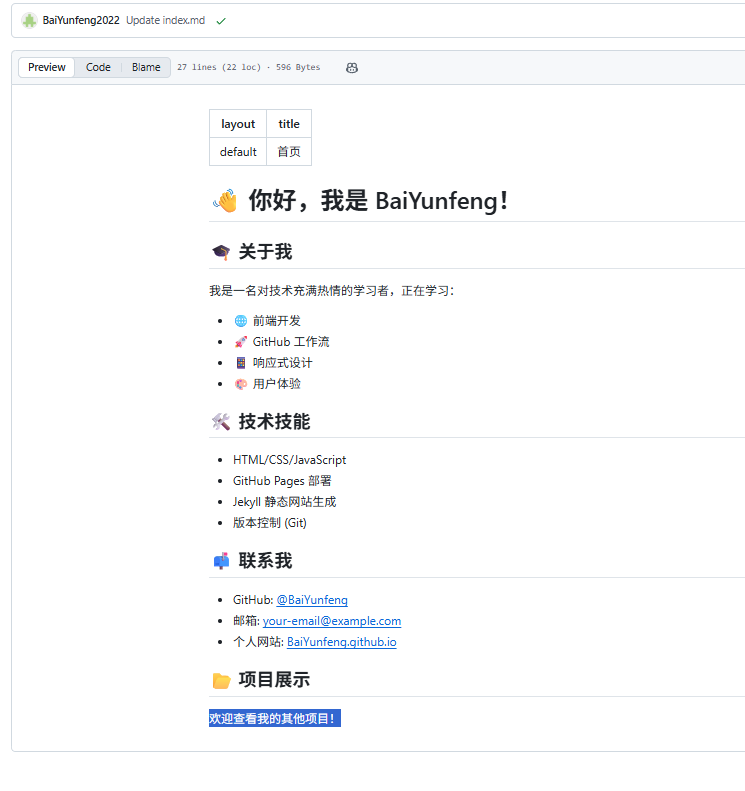 BaiYunfeng2022 Update index.md
Preview Code Blame 27 lines (22 loc) · 596 Bytes
layout title
default 首页
👋 你好，我是 BaiYunfeng！
🎓 关于我
我是一名对技术充满热情的学习者，正在学习：
🌐 前端开发
🚀 GitHub 工作流
📱 响应式设计
🎨 用户体验
🛠️ 技术技能
HTML/CSS/JavaScript
GitHub Pages 部署
Jekyll 静态网站生成
版本控制 (Git)
📫 联系我
GitHub: @BaiYunfeng
邮箱: your-email@example.com
个人网站: BaiYunfeng.github.io
📂 项目展示
欢迎查看我的其他项目！